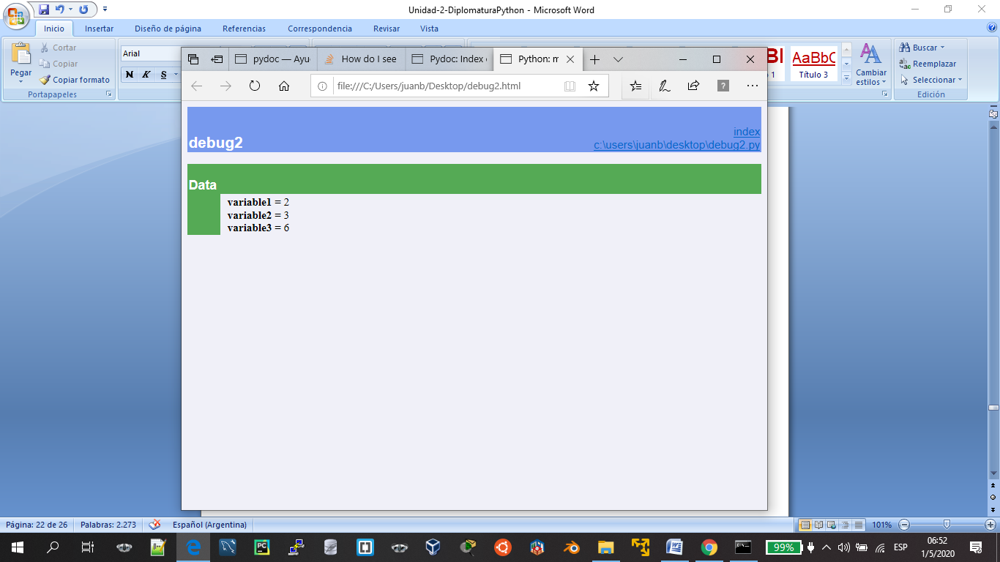 Unidad-2-DiplomaturaPython - Microsoft Word
Inicio Insertar Diseño de página Referencias Correspondencia Revisar Vista
Pegar
Cortar
Copiar
Copiar formato
Portapapeles
Arial
N K S
AaBbC
1 Título 3
Cambiar estilos
Buscar
Reemplazar
Seleccionar
Edición
pydoc — Ayu How do I see Pydoc: Index Python: m
file:///C:/Users/juanb/Desktop/debug2.html
debug2
index
c:\users\juanb\desktop\debug2.py
Data
variable1 = 2
variable2 = 3
variable3 = 6
Página: 22 de 26 Palabras: 2.273 Español (Argentina) 101%
99% ESP 06:52
1/5/2020